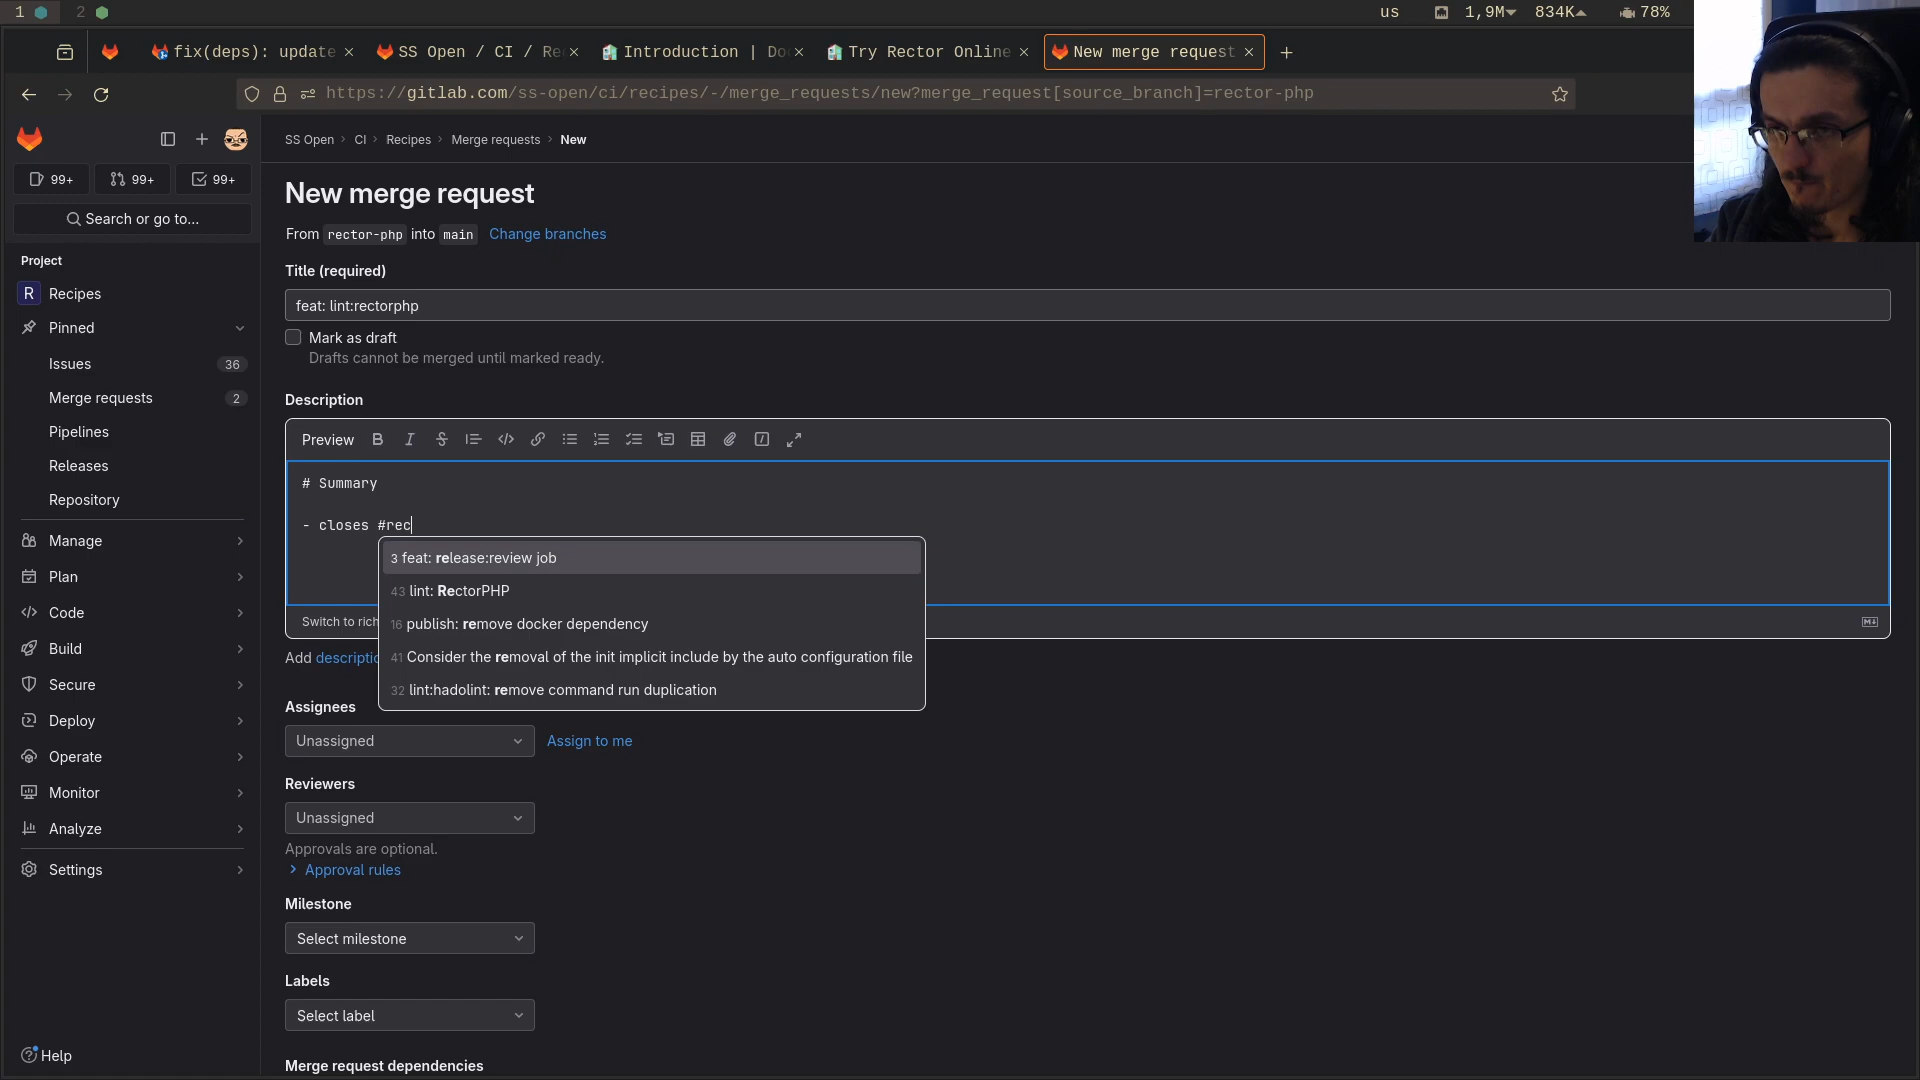 1 2 us 1,9M 834K 78%
fix(deps): update SS Open / CI / Re Introduction | Do Try Rector Online New merge request
https://gitlab.com/ss-open/ci/recipes/-/merge_requests/new?merge_request[source_branch]=rector-php
SS Open CI Recipes Merge requests New
99+ 99+ 99+
Search or go to...
Project
R Recipes
Pinned
Issues 36
Merge requests 2
Pipelines
Releases
Repository
Manage
Plan
Code
Build
Secure
Deploy
Operate
Monitor
Analyze
Settings
Help
New merge request
From rector-php into main Change branches
Title (required)
feat: lint:rectorphp
Mark as draft
Drafts cannot be merged until marked ready.
Description
Preview
# Summary
- closes #rec
3 feat: release:review job
43 lint: RectorPHP
16 publish: remove docker dependency
41 Consider the removal of the init implicit include by the auto configuration file
32 lint:hadolint: remove command run duplication
Switch to rich
Add descriptio
Assignees
Unassigned Assign to me
Reviewers
Unassigned
Approvals are optional.
Approval rules
Milestone
Select milestone
Labels
Select label
Merge request dependencies